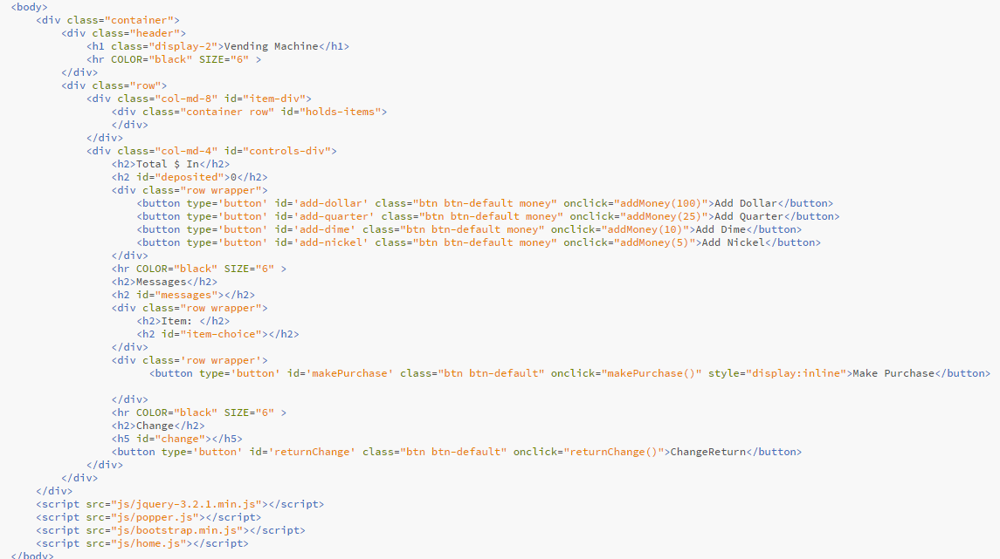 <body>
    <div class="container">
        <div class="header">
            <h1 class="display-2">Vending Machine</h1>
            <hr COLOR="black" SIZE="6" >
        </div>
        <div class="row">
            <div class="col-md-8" id="item-div">
                <div class="container row" id="holds-items">
                </div>
            </div>
            <div class="col-md-4" id="controls-div">
                <h2>Total $ In</h2>
                <h2 id="deposited">0</h2>
                <div class="row wrapper">
                    <button type='button' id='add-dollar' class="btn btn-default money" onclick="addMoney(100)">Add Dollar</button>
                    <button type='button' id='add-quarter' class="btn btn-default money" onclick="addMoney(25)">Add Quarter</button>
                    <button type='button' id='add-dime' class="btn btn-default money" onclick="addMoney(10)">Add Dime</button>
                    <button type='button' id='add-nickel' class="btn btn-default money" onclick="addMoney(5)">Add Nickel</button>
                </div>
                <hr COLOR="black" SIZE="6" >
                <h2>Messages</h2>
                <h2 id="messages"></h2>
                <div class="row wrapper">
                    <h2>Item: </h2>
                    <h2 id="item-choice"></h2>
                </div>
                <div class='row wrapper'>
                      <button type='button' id='makePurchase' class="btn btn-default" onclick="makePurchase()" style="display:inline">Make Purchase</button>
                </div>
                <hr COLOR="black" SIZE="6" >
                <h2>Change</h2>
                <h5 id="change"></h5>
                <button type='button' id='returnChange' class="btn btn-default" onclick="returnChange()">ChangeReturn</button>
            </div>
        </div>
    </div>
    <script src="js/jquery-3.2.1.min.js"></script>
    <script src="js/popper.js"></script>
    <script src="js/bootstrap.min.js"></script>
    <script src="js/home.js"></script>
</body>